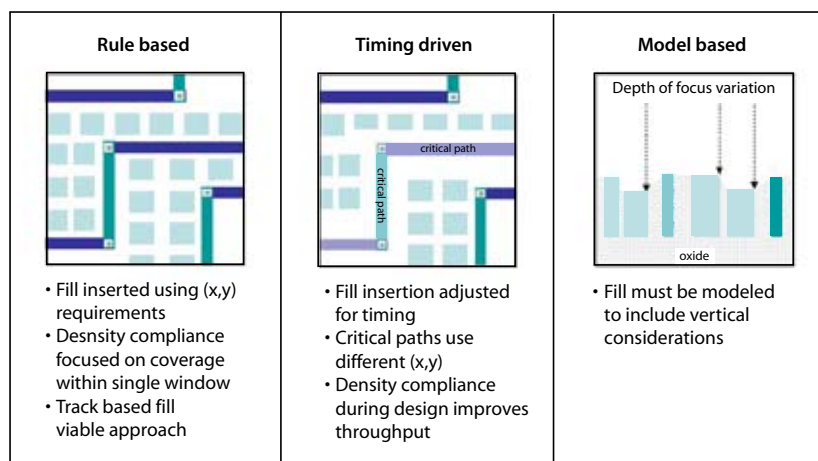 Rule based
• Fill inserted using (x,y)
requirements
• Desnsity compliance
focused on coverage
within single window
• Track based fill
viable approach
Timing driven
critical path
critical path
• Fill insertion adjusted
for timing
• Critical paths use
different (x,y)
• Density compliance
during design improves
throughput
Model based
Depth of focus variation
oxide
• Fill must be modeled
to include vertical
considerations